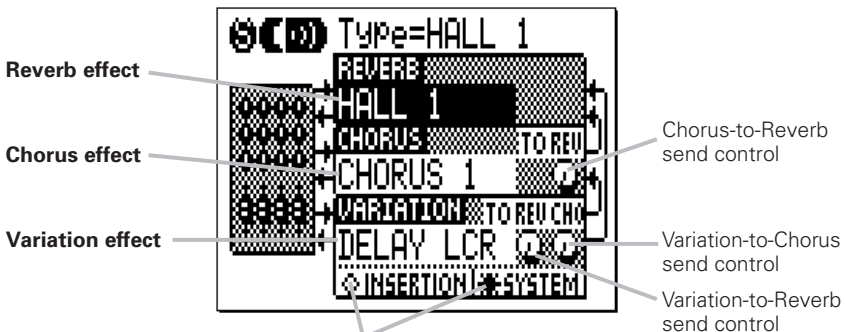 Type=HALL 1
Reverb effect
REVERB
HALL 1
Chorus effect
CHORUS
TO REV
Chorus-to-Reverb
send control
CHORUS 1
Variation effect
VARIATION
TO REV CHO
DELAY LCR
Variation-to-Chorus
send control
INSERTION
SYSTEM
Variation-to-Reverb
send control